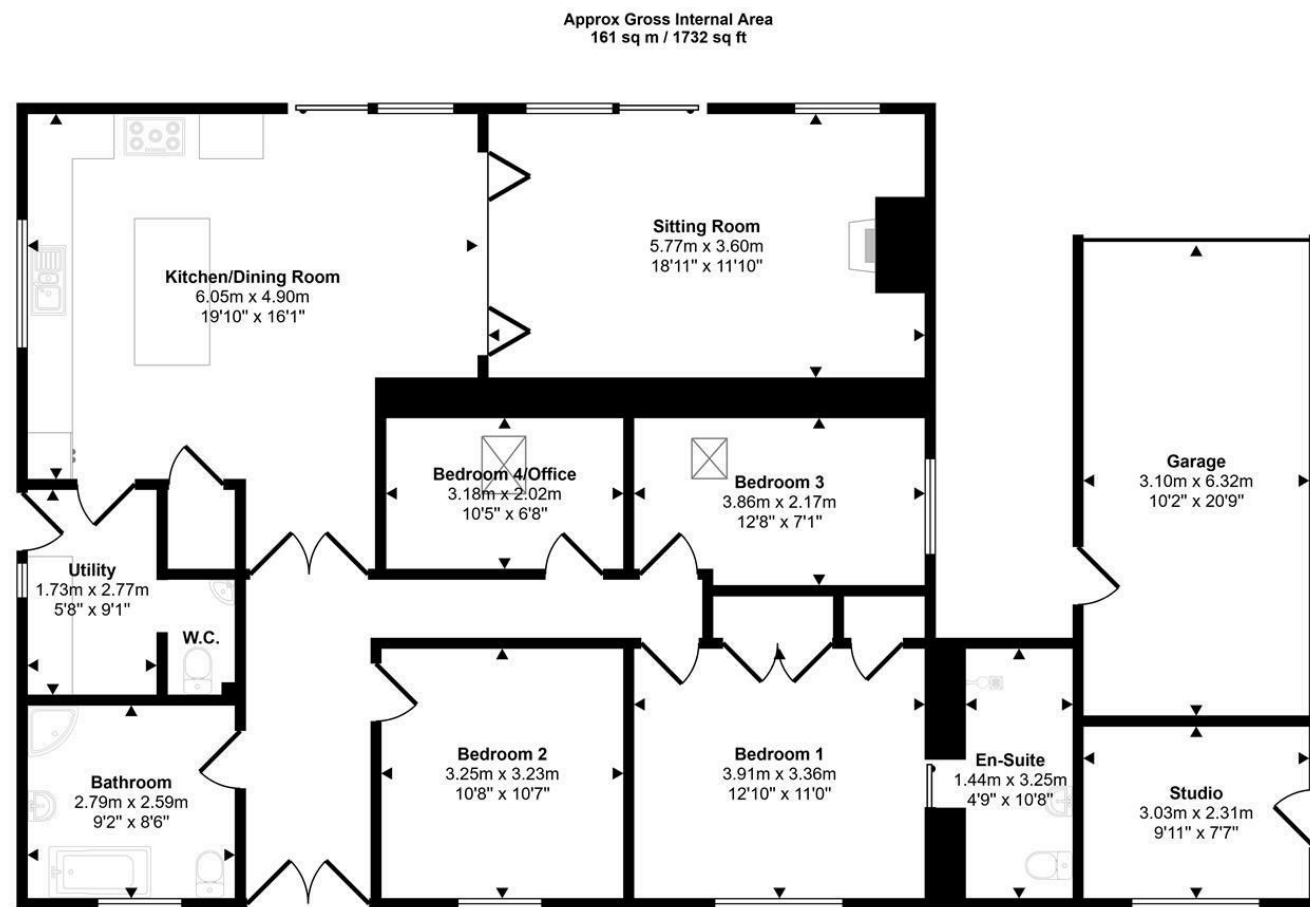 Approx Gross Internal Area
161 sq m / 1732 sq ft
Kitchen/Dining Room
6.05m x 4.90m
19'10" x 16'1"
Sitting Room
5.77m x 3.60m
18'11" x 11'10"
Bedroom 4/Office
3.18m x 2.02m
10'5" x 6'8"
Bedroom 3
3.86m x 2.17m
12'8" x 7'1"
Garage
3.10m x 6.32m
10'2" x 20'9"
Utility
1.73m x 2.77m
5'8" x 9'1"
W.C.
Bathroom
2.79m x 2.59m
9'2" x 8'6"
Bedroom 2
3.25m x 3.23m
10'8" x 10'7"
Bedroom 1
3.91m x 3.36m
12'10" x 11'0"
En-Suite
1.44m x 3.25m
4'9" x 10'8"
Studio
3.03m x 2.31m
9'11" x 7'7"